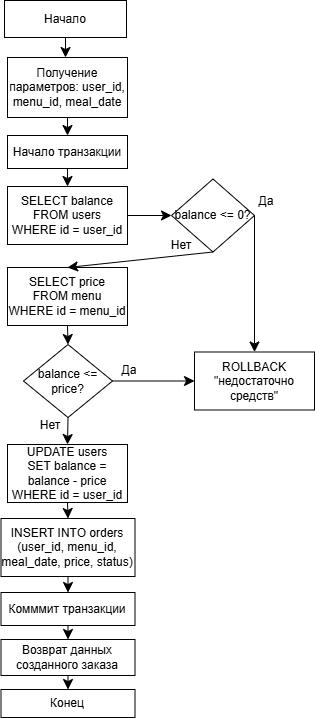 Начало
Получение
параметров: user_id,
menu_id, meal_date
Начало транзакции
SELECT balance
FROM users
WHERE id = user_id
balance <= 0?
Да
Нет
SELECT price
FROM menu
WHERE id = menu_id
balance <=
price?
Да
ROLLBACK
"недостаточно
средств"
Нет
UPDATE users
SET balance =
balance - price
WHERE id = user_id
INSERT INTO orders
(user_id, menu_id,
meal_date, price, status)
Комммит транзакции
Возврат данных
созданного заказа
Конец